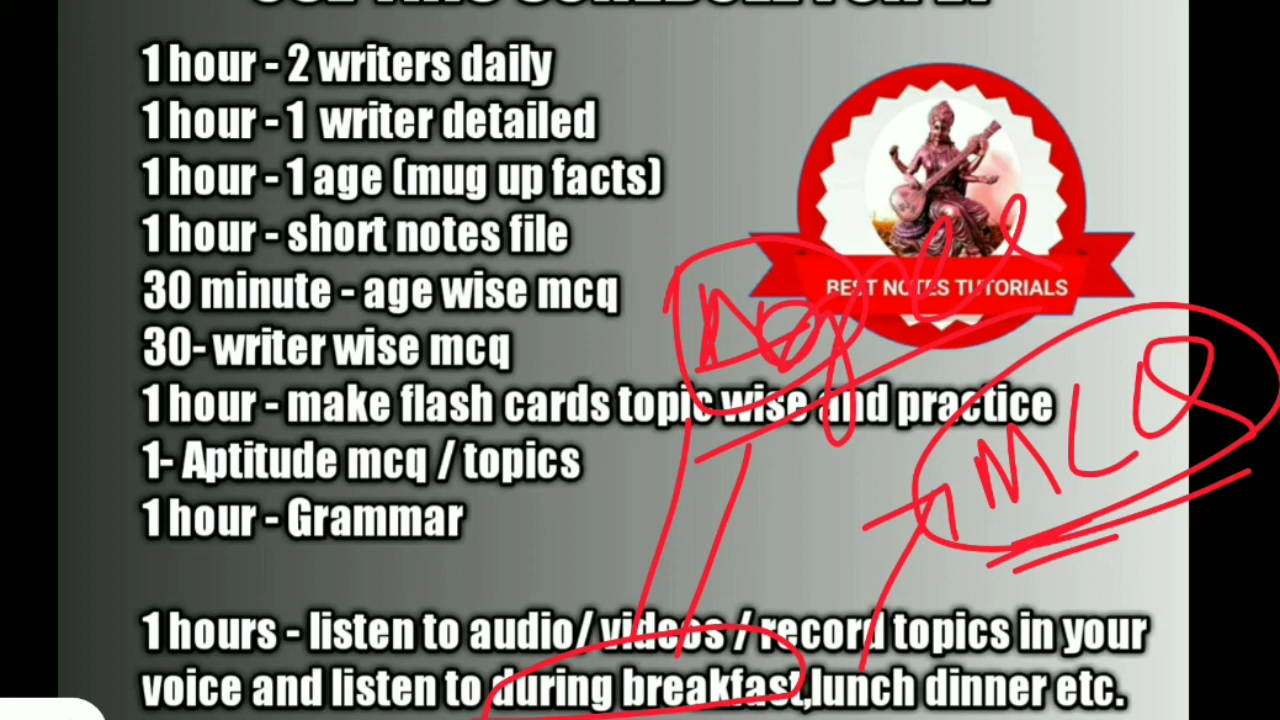 1 hour - 2 writers daily
1 hour - 1 writer detailed
1 hour - 1 age (mug up facts)
1 hour - short notes file
30 minute - age wise mcq
30- writer wise mcq
1 hour - make flash cards topic wise and practice
1- Aptitude mcq / topics
1 hour - Grammar
1 hours - listen to audio/ videos / record topics in your
voice and listen to during breakfast,lunch dinner etc.
BEST NOTES TUTORIALS
MCQ